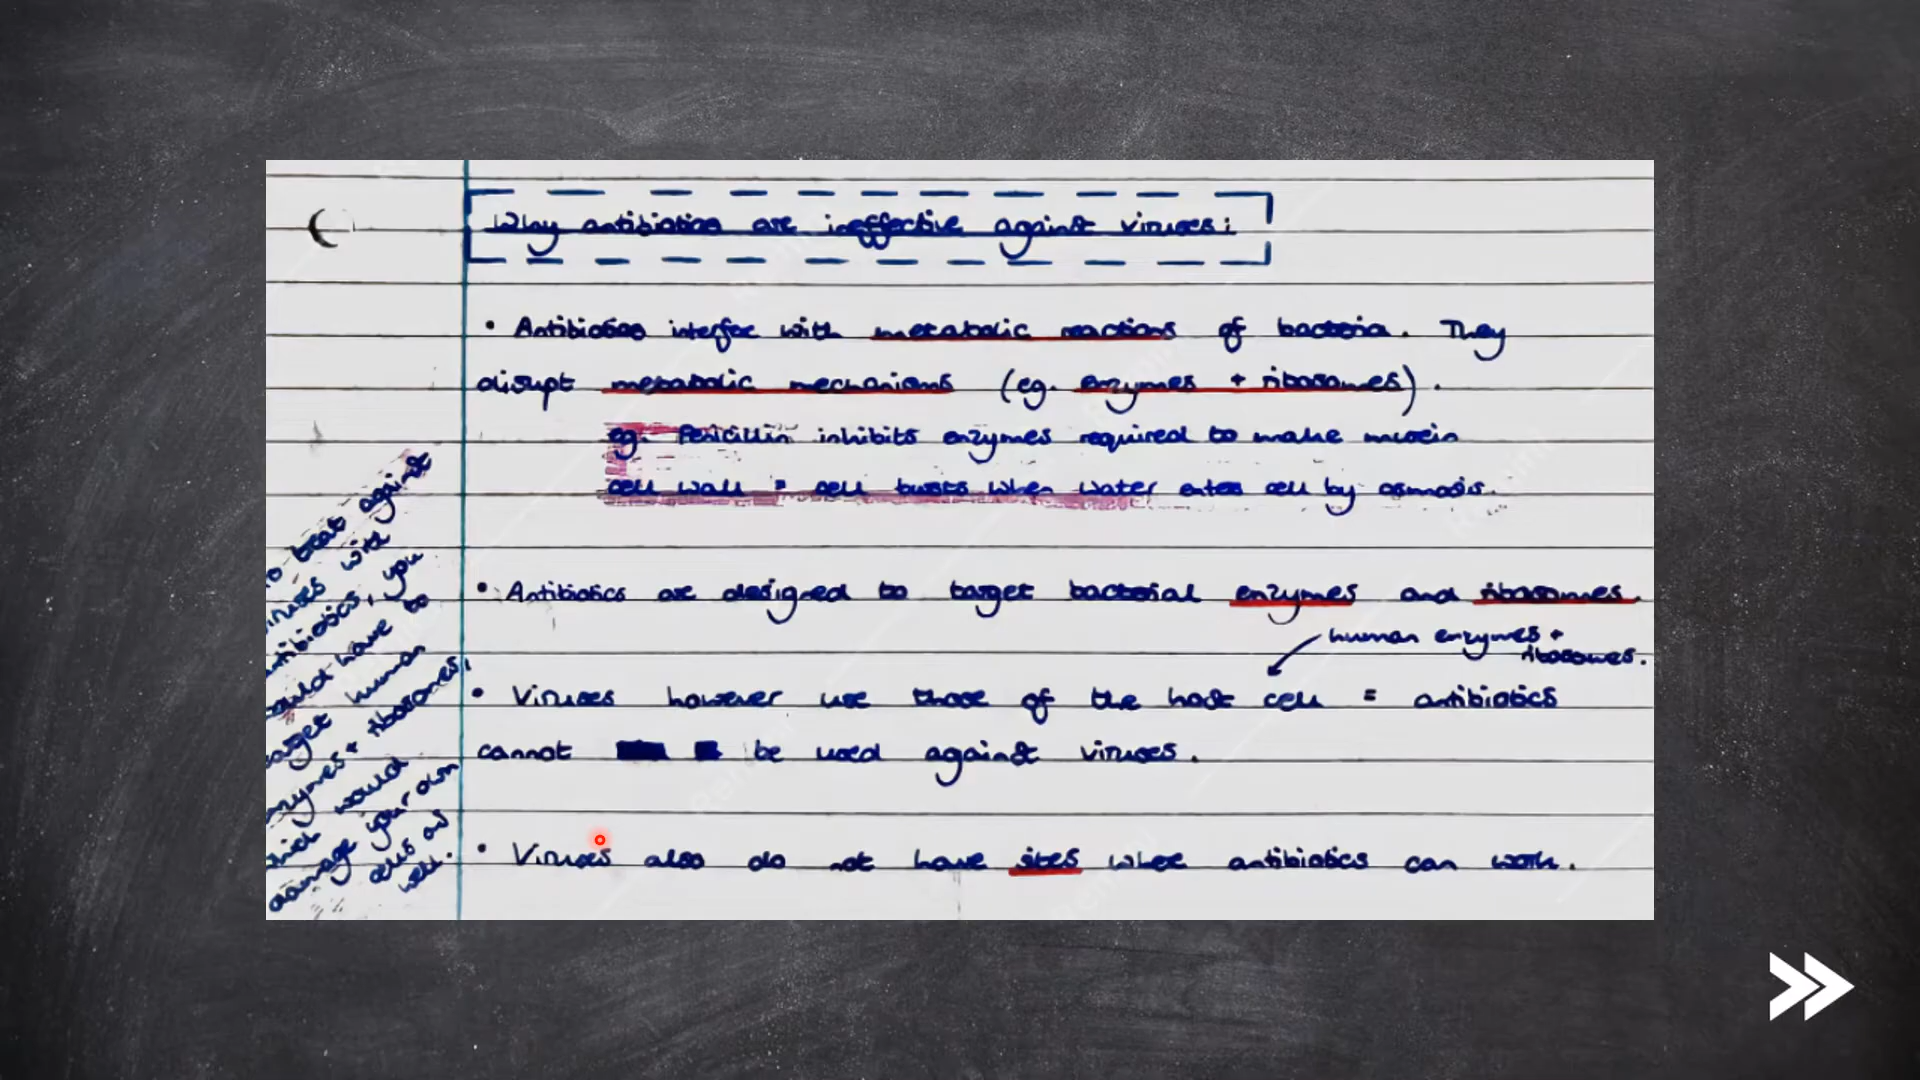 Why antibiotics are ineffective against viruses:
• Antibiotics interfere with metabolic reactions of bacteria. They
disrupt metabolic mechanisms (eg. enzymes + ribosomes).
eg. Penicillin inhibits enzymes required to make murein
cell wall = cell bursts when water enters cell by osmosis.
• Antibiotics are designed to target bacterial enzymes and ribosomes.
human enzymes +
ribosomes.
• Viruses however use those of the host cell = antibiotics
cannot be used against viruses.
• Viruses also do not have sites where antibiotics can work.
to treat against
viruses with
antibiotics, you
would have to
target human
enzymes + ribosomes,
which would
damage your own
cells as
well.